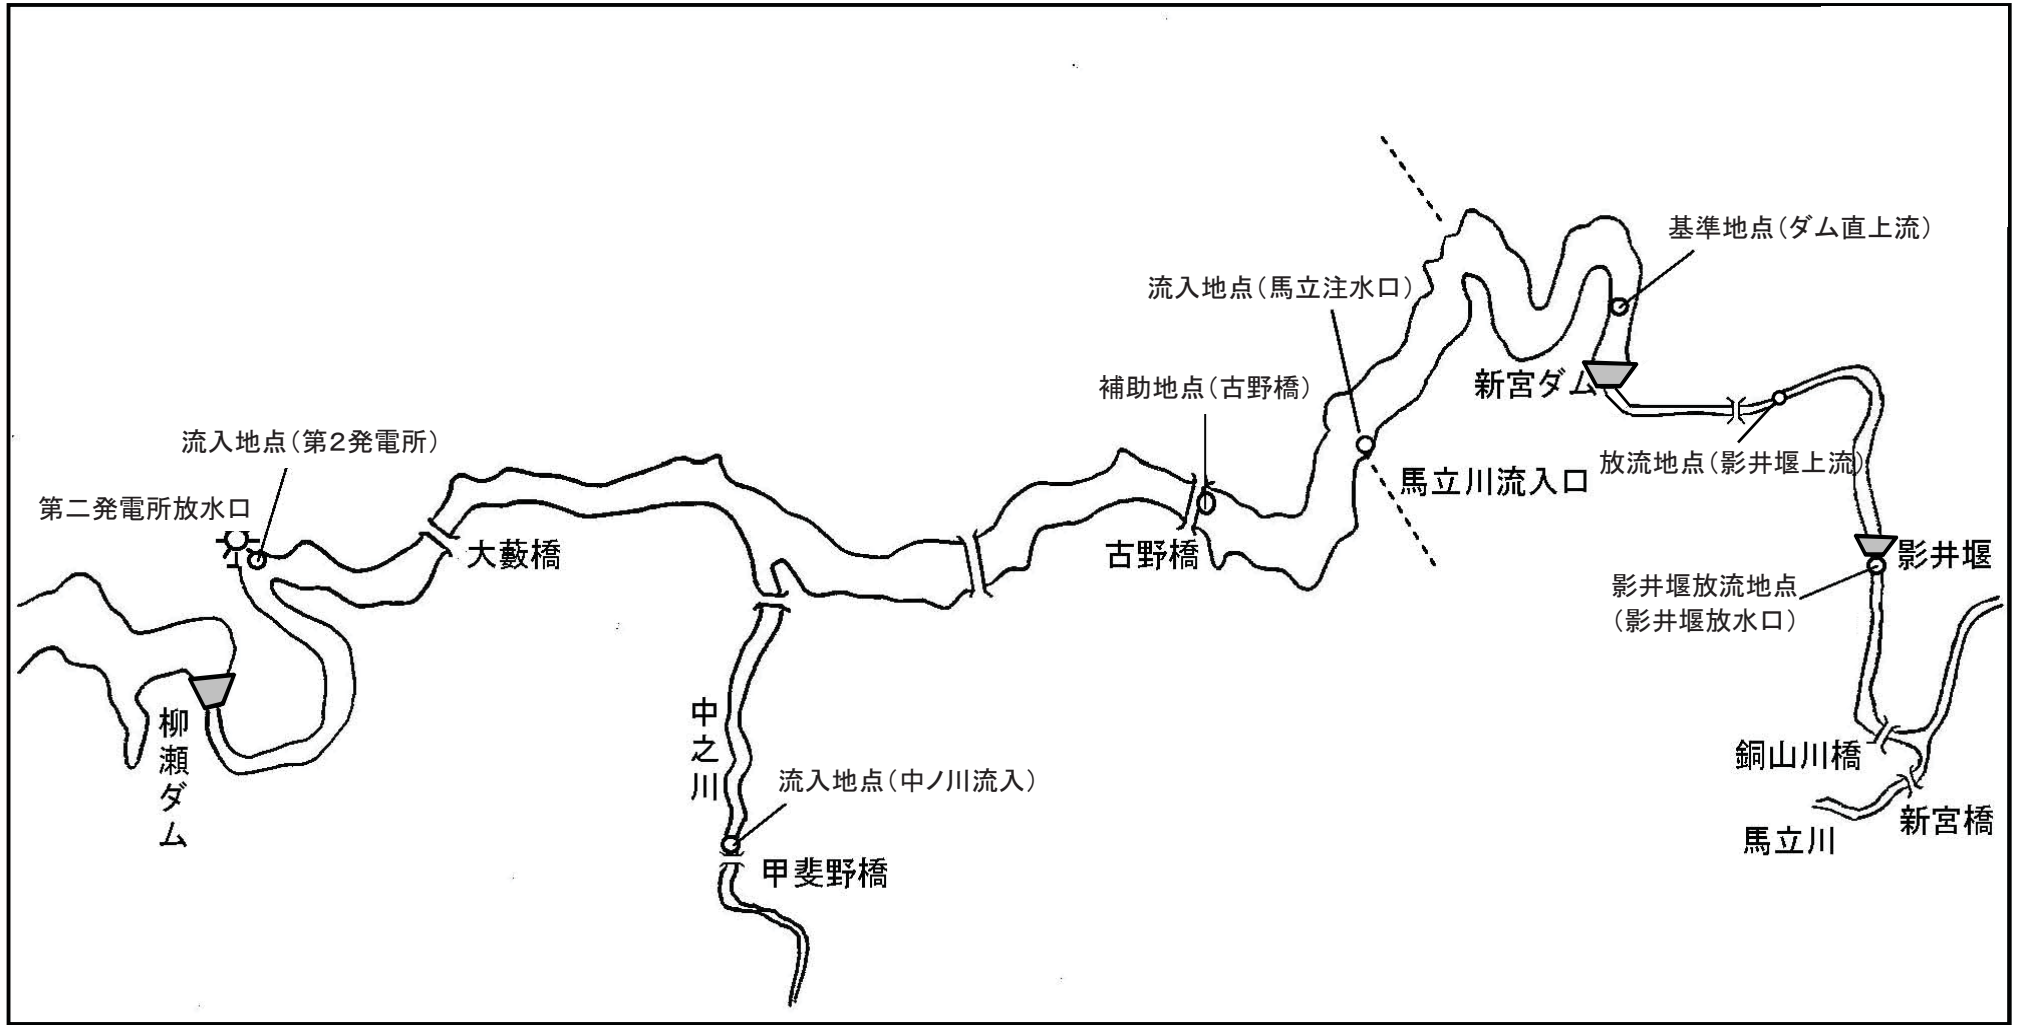 基準地点（ダム直上流）
流入地点（馬立注水口）
新宮ダム
補助地点（古野橋）
流入地点（第２発電所）
放流地点（影井堰上流）
馬立川流入口
第二発電所放水口
大藪橋
古野橋
影井堰
影井堰放流地点
（影井堰放水口）
柳瀬ダム
中之川
銅山川橋
流入地点（中ノ川流入）
新宮橋
馬立川
甲斐野橋